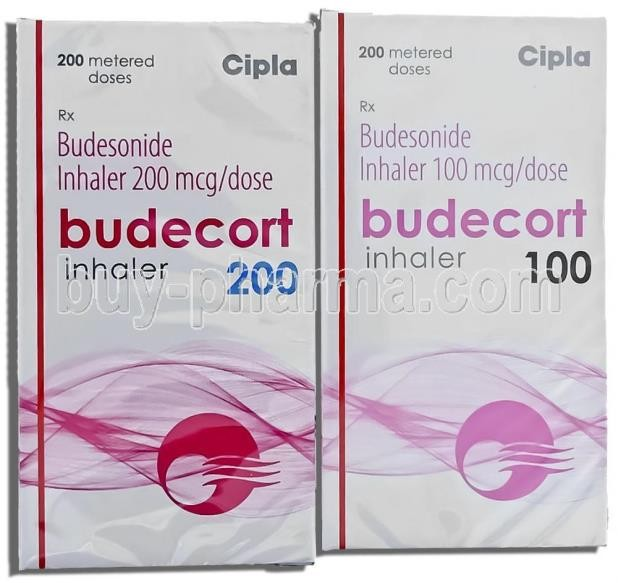 200 metered
doses
Cipla
Rx
Budesonide
Inhaler 200 mcg/dose
budecort
inhaler
200
200 metered
doses
Cipla
Rx
Budesonide
Inhaler 100 mcg/dose
budecort
inhaler
100
buy-pharma.com